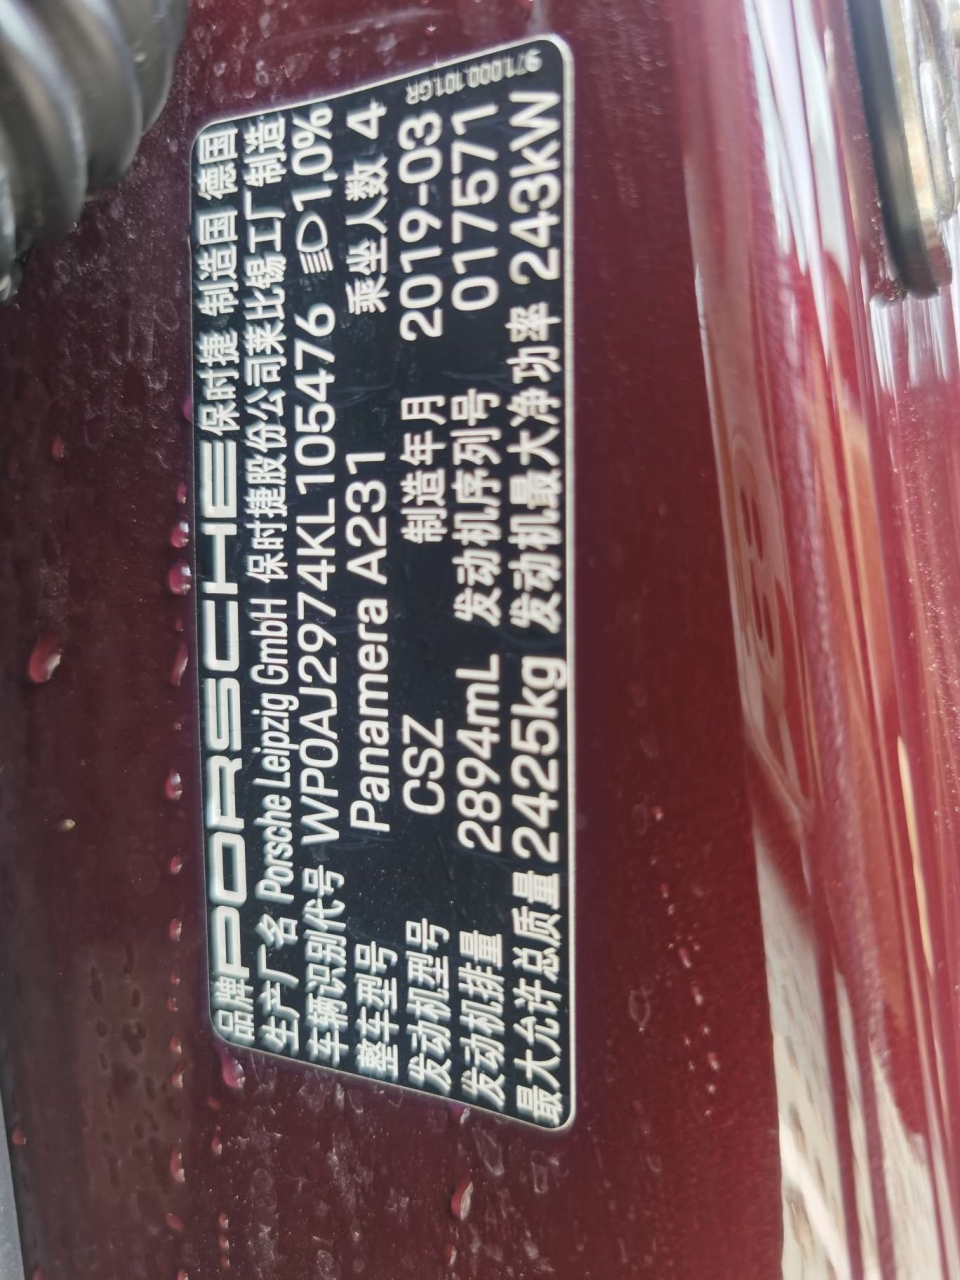 971.000.101.GR
品牌 PORSCHE 保时捷 制造国 德国
生产厂名 Porsche Leipzig GmbH 保时捷股份公司莱比锡工厂制造
车辆识别代号 WP0AJ2974KL105476 1,0%
整车型号 Panamera A231 乘坐人数 4
发动机型号 CSZ 制造年月 2019-03
发动机排量 2894mL 发动机序列号 017571
最大允许总质量 2425kg 发动机最大净功率 243kW